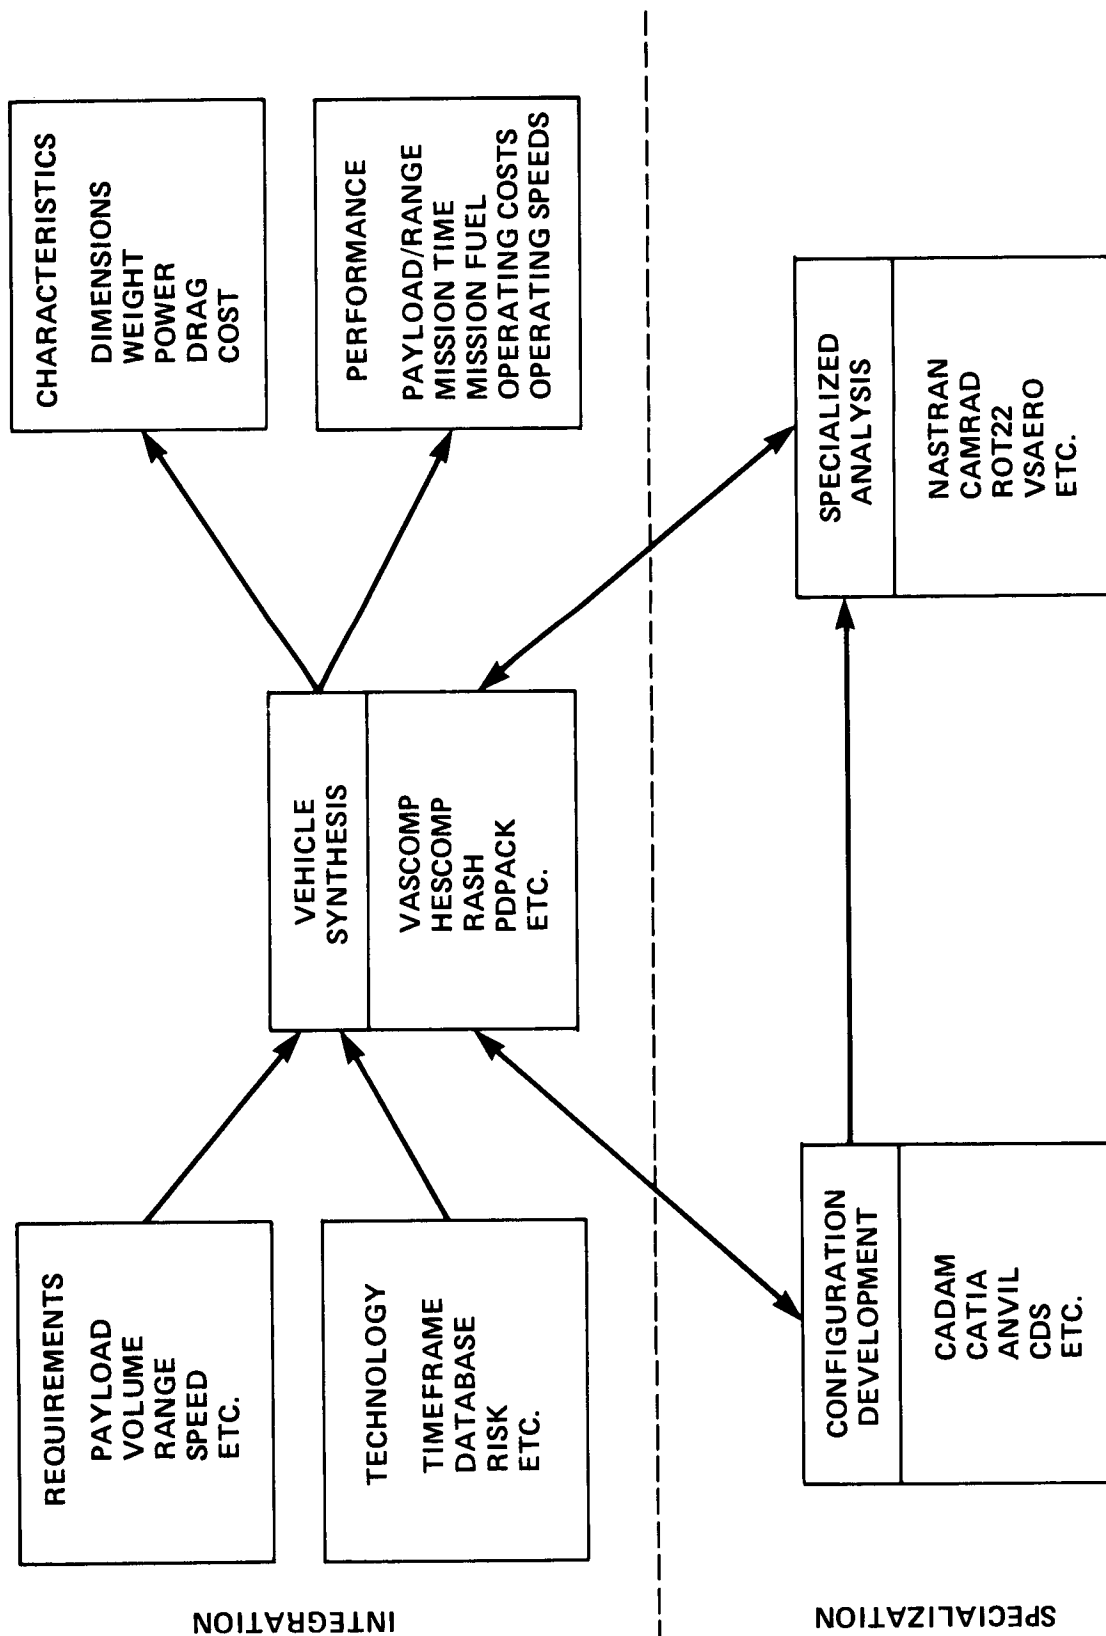 INTEGRATION
REQUIREMENTS
PAYLOAD
VOLUME
RANGE
SPEED
ETC.
TECHNOLOGY
TIMEFRAME
DATABASE
RISK
ETC.
VEHICLE
SYNTHESIS
VASCOMP
HESCOMP
RASH
PDPACK
ETC.
CHARACTERISTICS
DIMENSIONS
WEIGHT
POWER
DRAG
COST
PERFORMANCE
PAYLOAD/RANGE
MISSION TIME
MISSION FUEL
OPERATING COSTS
OPERATING SPEEDS
SPECIALIZATION
CONFIGURATION
DEVELOPMENT
CADAM
CATIA
ANVIL
CDS
ETC.
SPECIALIZED
ANALYSIS
NASTRAN
CAMRAD
ROT22
VSAERO
ETC.